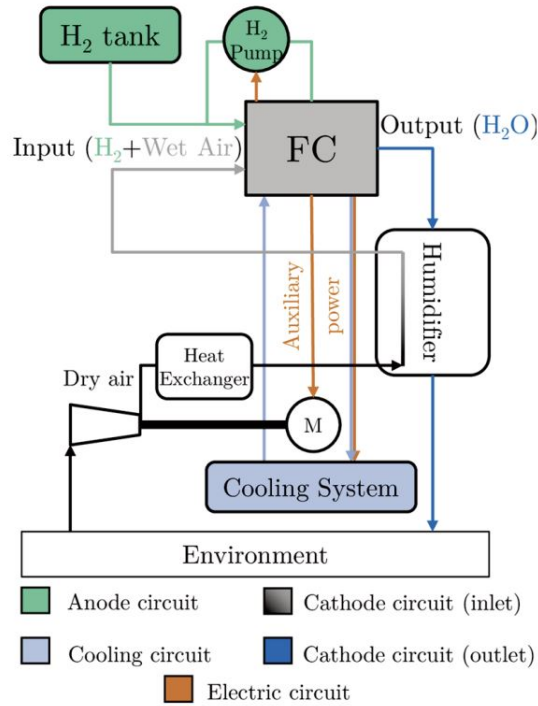 H₂ tank
H₂
Pump
Input (H₂+Wet Air)
FC
Output (H₂O)
Humidifier
Auxiliary
power
Heat
Exchanger
Dry air
M
Cooling System
Environment
Anode circuit
Cathode circuit (inlet)
Cooling circuit
Cathode circuit (outlet)
Electric circuit